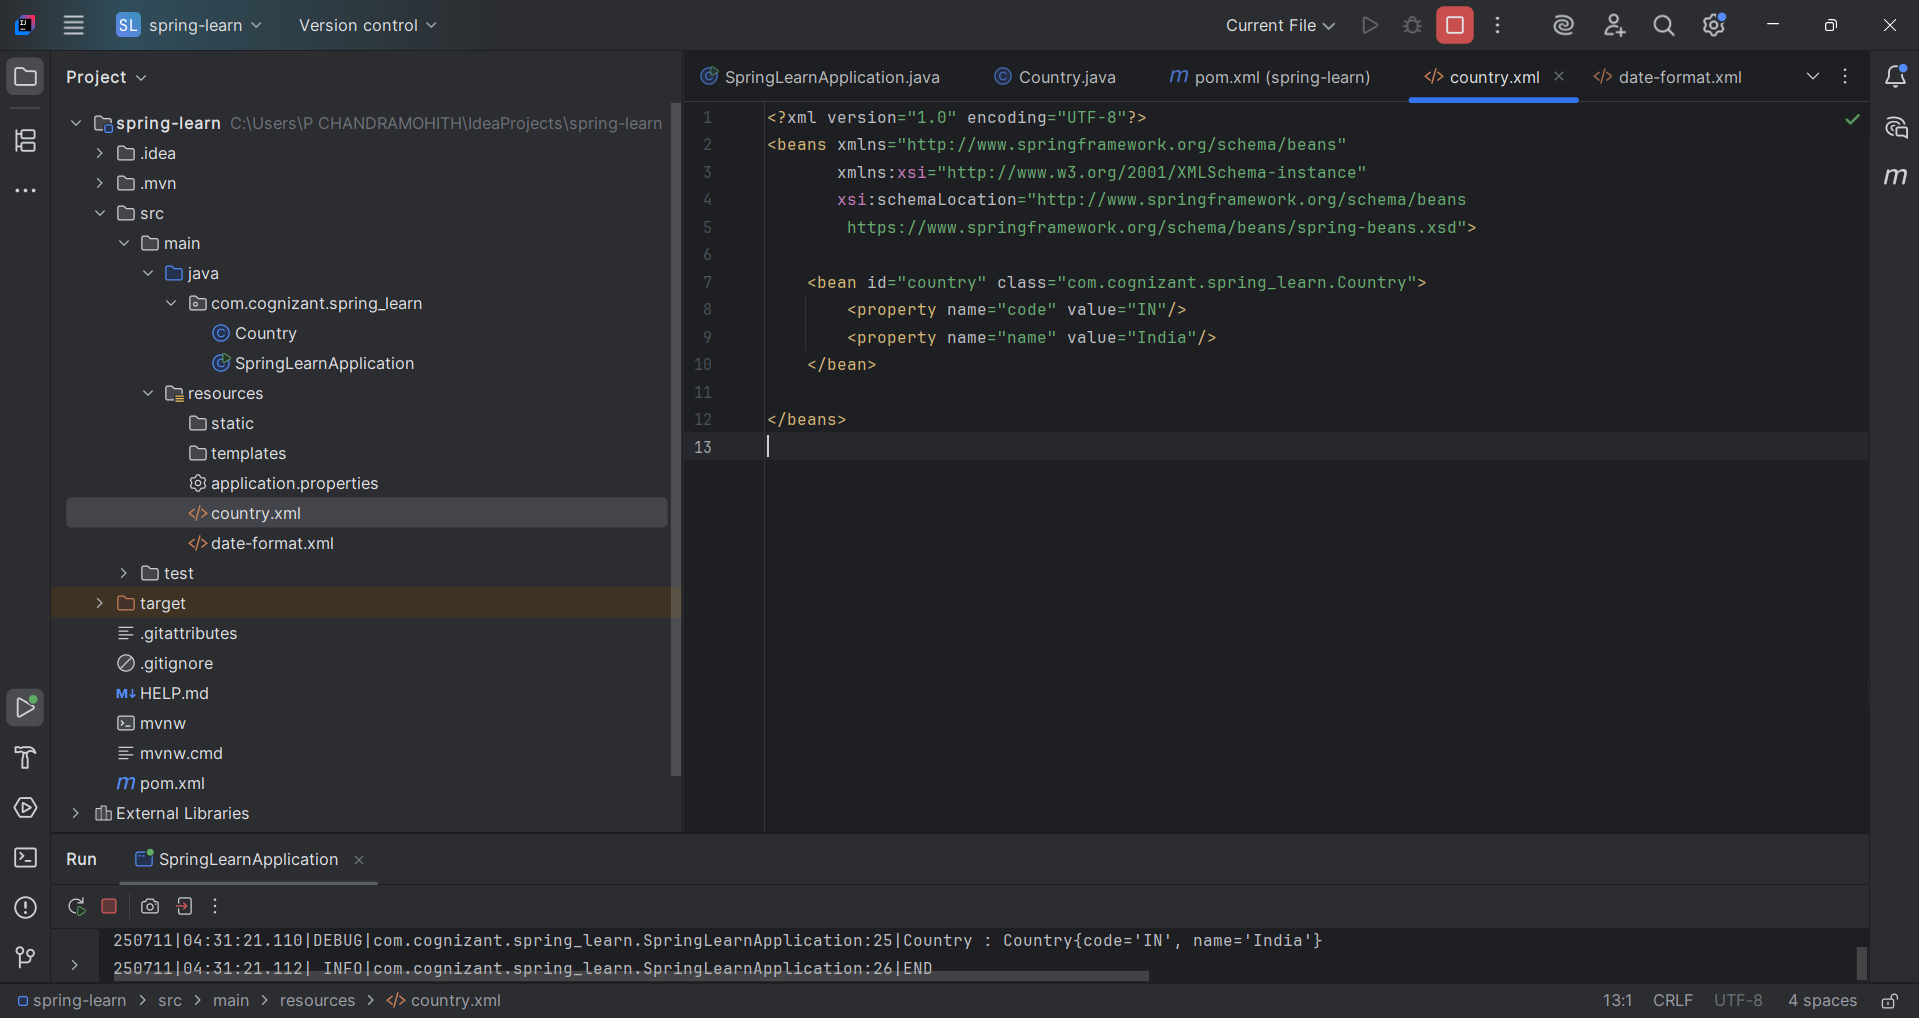 SL spring-learn Version control Current File
Project
spring-learn C:\Users\P CHANDRAMOHITH\IdeaProjects\spring-learn
.idea
.mvn
src
main
java
com.cognizant.spring_learn
Country
SpringLearnApplication
resources
static
templates
application.properties
country.xml
date-format.xml
test
target
.gitattributes
.gitignore
M↓ HELP.md
mvnw
mvnw.cmd
m pom.xml
External Libraries
SpringLearnApplication.java Country.java m pom.xml (spring-learn) country.xml date-format.xml
1 <?xml version="1.0" encoding="UTF-8"?>
2 <beans xmlns="http://www.springframework.org/schema/beans"
3 xmlns:xsi="http://www.w3.org/2001/XMLSchema-instance"
4 xsi:schemaLocation="http://www.springframework.org/schema/beans
5 https://www.springframework.org/schema/beans/spring-beans.xsd">
6
7 <bean id="country" class="com.cognizant.spring_learn.Country">
8 <property name="code" value="IN"/>
9 <property name="name" value="India"/>
10 </bean>
11
12 </beans>
13
Run SpringLearnApplication
250711|04:31:21.110|DEBUG|com.cognizant.spring_learn.SpringLearnApplication:25|Country : Country{code='IN', name='India'}
250711|04:31:21.112| INFO|com.cognizant.spring_learn.SpringLearnApplication:26|END
spring-learn > src > main > resources > country.xml 13:1 CRLF UTF-8 4 spaces